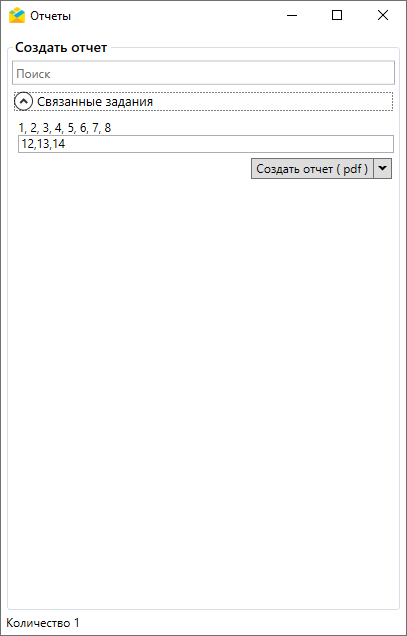 Отчеты
Создать отчет
Поиск
Связанные задания
1, 2, 3, 4, 5, 6, 7, 8
12,13,14
Создать отчет ( pdf )
Количество 1